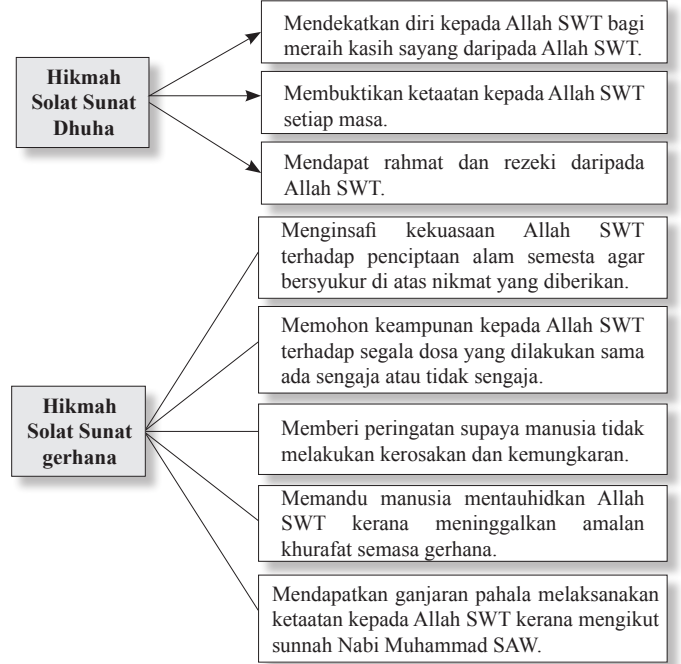 Hikmah
Solat Sunat
Dhuha
Mendekatkan diri kepada Allah SWT bagi
meraih kasih sayang daripada Allah SWT.
Membuktikan ketaatan kepada Allah SWT
setiap masa.
Mendapat rahmat dan rezeki daripada
Allah SWT.
Hikmah
Solat Sunat
gerhana
Menginsafi kekuasaan Allah SWT
terhadap penciptaan alam semesta agar
bersyukur di atas nikmat yang diberikan.
Memohon keampunan kepada Allah SWT
terhadap segala dosa yang dilakukan sama
ada sengaja atau tidak sengaja.
Memberi peringatan supaya manusia tidak
melakukan kerosakan dan kemungkaran.
Memandu manusia mentauhidkan Allah
SWT kerana meninggalkan amalan
khurafat semasa gerhana.
Mendapatkan ganjaran pahala melaksanakan
ketaatan kepada Allah SWT kerana mengikut
sunnah Nabi Muhammad SAW.